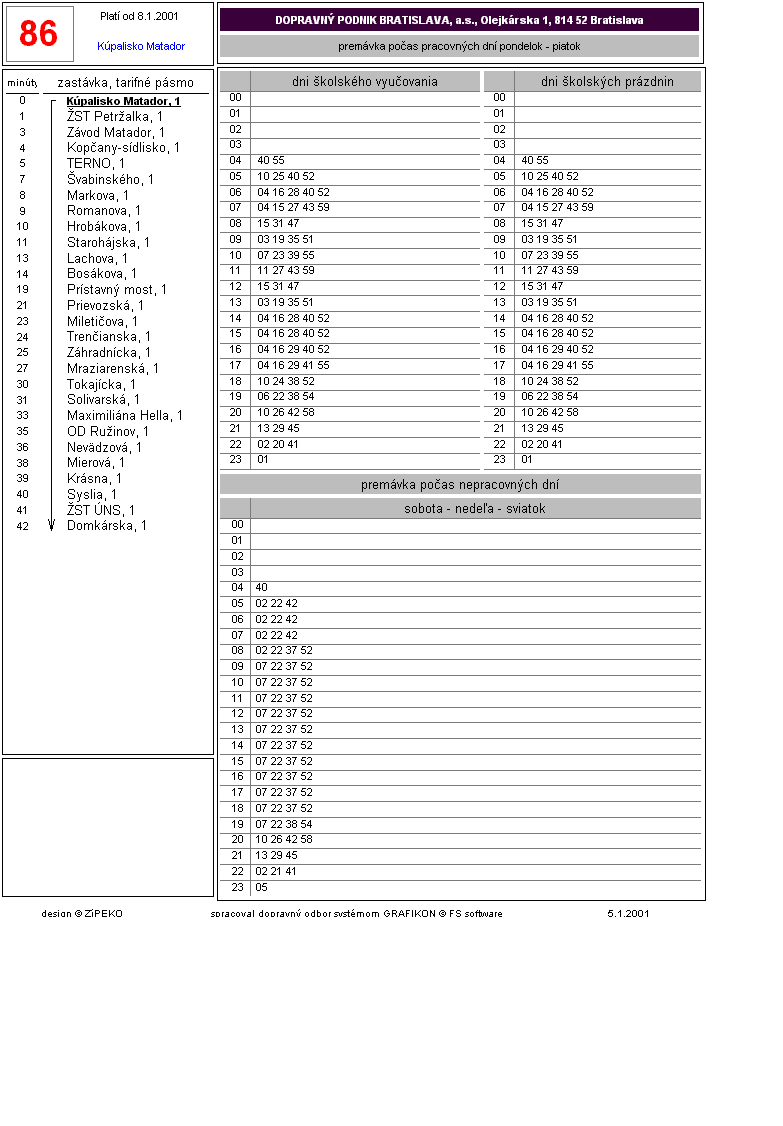 86
Platí od 8.1.2001
Kúpalisko Matador
DOPRAVNÝ PODNIK BRATISLAVA, a.s., Olejkárska 1, 814 52 Bratislava
premávka počas pracovných dní pondelok - piatok
minúty zastávka, tarifné pásmo
0 Kúpalisko Matador, 1
1 ŽST Petržalka, 1
3 Závod Matador, 1
4 Kopčany-sídlisko, 1
5 TERNO, 1
7 Švabinského, 1
8 Markova, 1
9 Romanova, 1
10 Hrobákova, 1
11 Starohájska, 1
13 Lachova, 1
14 Bosákova, 1
19 Prístavný most, 1
21 Prievozská, 1
23 Miletičova, 1
24 Trenčianska, 1
25 Záhradnícka, 1
27 Mraziarenská, 1
30 Tokajícka, 1
31 Solivarská, 1
33 Maximiliána Hella, 1
35 OD Ružinov, 1
36 Nevädzová, 1
38 Mierová, 1
39 Krásna, 1
40 Syslia, 1
41 ŽST ÚNS, 1
42 Domkárska, 1
dni školského vyučovania
00
01
02
03
04 40 55
05 10 25 40 52
06 04 16 28 40 52
07 04 15 27 43 59
08 15 31 47
09 03 19 35 51
10 07 23 39 55
11 11 27 43 59
12 15 31 47
13 03 19 35 51
14 04 16 28 40 52
15 04 16 28 40 52
16 04 16 29 40 52
17 04 16 29 41 55
18 10 24 38 52
19 06 22 38 54
20 10 26 42 58
21 13 29 45
22 02 20 41
23 01
dni školských prázdnin
00
01
02
03
04 40 55
05 10 25 40 52
06 04 16 28 40 52
07 04 15 27 43 59
08 15 31 47
09 03 19 35 51
10 07 23 39 55
11 11 27 43 59
12 15 31 47
13 03 19 35 51
14 04 16 28 40 52
15 04 16 28 40 52
16 04 16 29 40 52
17 04 16 29 41 55
18 10 24 38 52
19 06 22 38 54
20 10 26 42 58
21 13 29 45
22 02 20 41
23 01
premávka počas nepracovných dní
sobota - nedeľa - sviatok
00
01
02
03
04 40
05 02 22 42
06 02 22 42
07 02 22 42
08 02 22 37 52
09 07 22 37 52
10 07 22 37 52
11 07 22 37 52
12 07 22 37 52
13 07 22 37 52
14 07 22 37 52
15 07 22 37 52
16 07 22 37 52
17 07 22 37 52
18 07 22 37 52
19 07 22 38 54
20 10 26 42 58
21 13 29 45
22 02 21 41
23 05
design © ZiPEKO spracoval dopravný odbor systémom GRAFIKON © FS software 5.1.2001